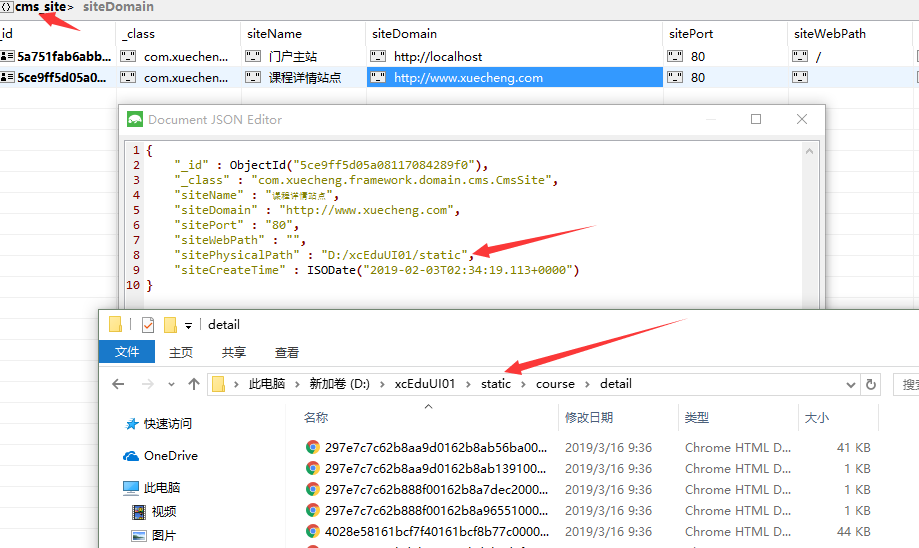 cms_site> siteDomain
id _class siteName siteDomain sitePort siteWebPath
5a751fab6abb... com.xuechen... 门户主站 http://localhost 80 /
5ce9ff5d05a0... com.xuechen... 课程详情站点 http://www.xuecheng.com 80
Document JSON Editor
1 {
2 "_id" : ObjectId("5ce9ff5d05a08117084289f0"),
3 "_class" : "com.xuecheng.framework.domain.cms.CmsSite",
4 "siteName" : "课程详情站点",
5 "siteDomain" : "http://www.xuecheng.com",
6 "sitePort" : "80",
7 "siteWebPath" : "",
8 "sitePhysicalPath" : "D:/xcEduUI01/static",
9 "siteCreateTime" : ISODate("2019-02-03T02:34:19.113+0000")
10 }
detail
文件 主页 共享 查看
此电脑 > 新加卷 (D:) > xcEduUI01 > static > course > detail
名称 修改日期 类型 大小
快速访问
OneDrive
此电脑
视频
图片
297e7c7c62b8aa9d0162b8ab56ba00... 2019/3/16 9:36 Chrome HTML D... 41 KB
297e7c7c62b8aa9d0162b8ab139100... 2019/3/16 9:36 Chrome HTML D... 1 KB
297e7c7c62b888f00162b8a7dec2000... 2019/3/16 9:36 Chrome HTML D... 1 KB
297e7c7c62b888f00162b8a96551000... 2019/3/16 9:36 Chrome HTML D... 1 KB
4028e58161bcf7f40161bcf8b77c0000... 2019/3/16 9:36 Chrome HTML D... 44 KB